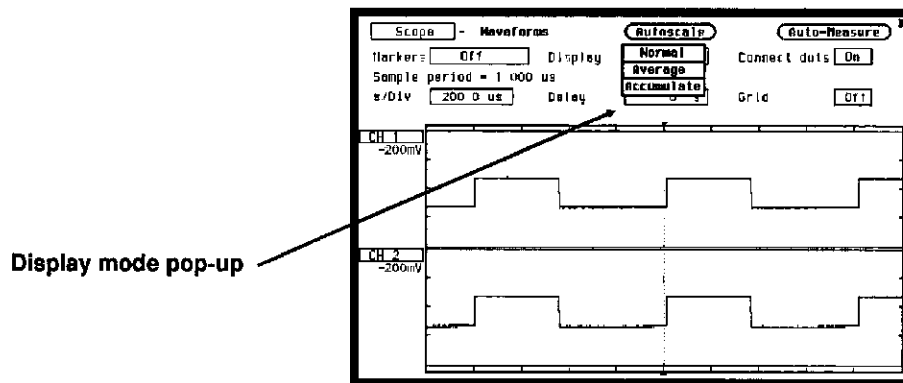 Scope - Waveforms Autoscale Auto-Measure
Markers Off Display Normal Connect dots On
Average
Sample period = 1 000 us
Accumulate
s/Div 200 0 us Delay 0 s Grid Off
CH 1
-200mV
Display mode pop-up
CH 2
-200mV